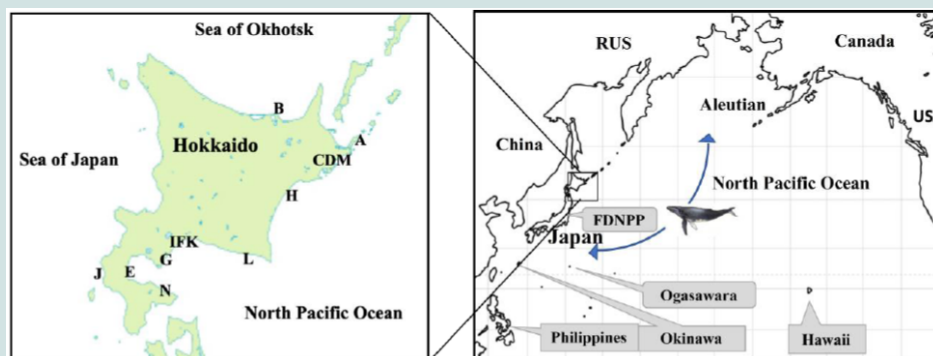 Sea of Okhotsk
B
A
Hokkaido
CDM
Sea of Japan
H
IFK
G
L
J
E
N
North Pacific Ocean
RUS
Canada
Aleutian
US
China
North Pacific Ocean
FDNPP
Japan
Ogasawara
Philippines
Okinawa
Hawaii